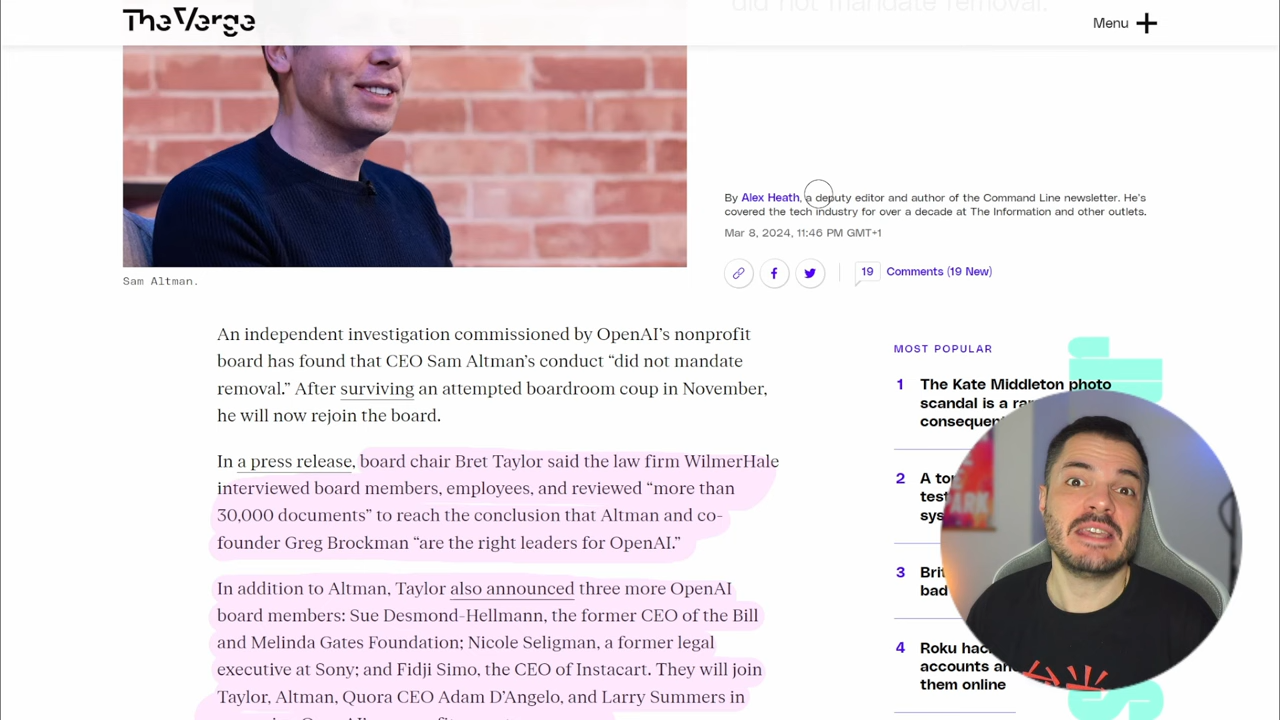 did not mandate removal.
The Verge
Menu
By Alex Heath, a deputy editor and author of the Command Line newsletter. He's
covered the tech industry for over a decade at The Information and other outlets.
Mar 8, 2024, 11:46 PM GMT+1
19 Comments (19 New)
Sam Altman.
An independent investigation commissioned by OpenAI's nonprofit
board has found that CEO Sam Altman's conduct “did not mandate
removal.” After surviving an attempted boardroom coup in November,
he will now rejoin the board.
In a press release, board chair Bret Taylor said the law firm WilmerHale
interviewed board members, employees, and reviewed “more than
30,000 documents” to reach the conclusion that Altman and co-
founder Greg Brockman “are the right leaders for OpenAI.”
In addition to Altman, Taylor also announced three more OpenAI
board members: Sue Desmond-Hellmann, the former CEO of the Bill
and Melinda Gates Foundation; Nicole Seligman, a former legal
executive at Sony; and Fidji Simo, the CEO of Instacart. They will join
Taylor, Altman, Quora CEO Adam D'Angelo, and Larry Summers in
MOST POPULAR
1 The Kate Middleton photo
scandal is a
2 A
3
bad
4 Roku
accounts
them online